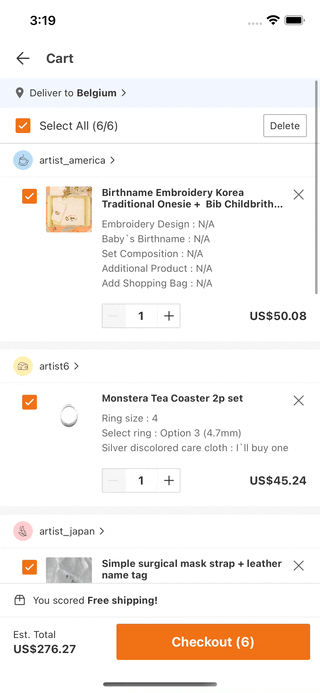 3:19
Cart
Deliver to Belgium
Select All (6/6)
Delete
artist_america
Birthname Embroidery Korea
Traditional Onesie + Bib Childbrith...
Embroidery Design : N/A
Baby`s Birthname : N/A
Set Composition : N/A
Additional Product : N/A
Add Shopping Bag : N/A
1
US$50.08
artist6
Monstera Tea Coaster 2p set
Ring size : 4
Select ring : Option 3 (4.7mm)
Silver discolored care cloth : I`ll buy one
1
US$45.24
artist_japan
Simple surgical mask strap + leather
name tag
You scored Free shipping!
Est. Total
US$276.27
Checkout (6)